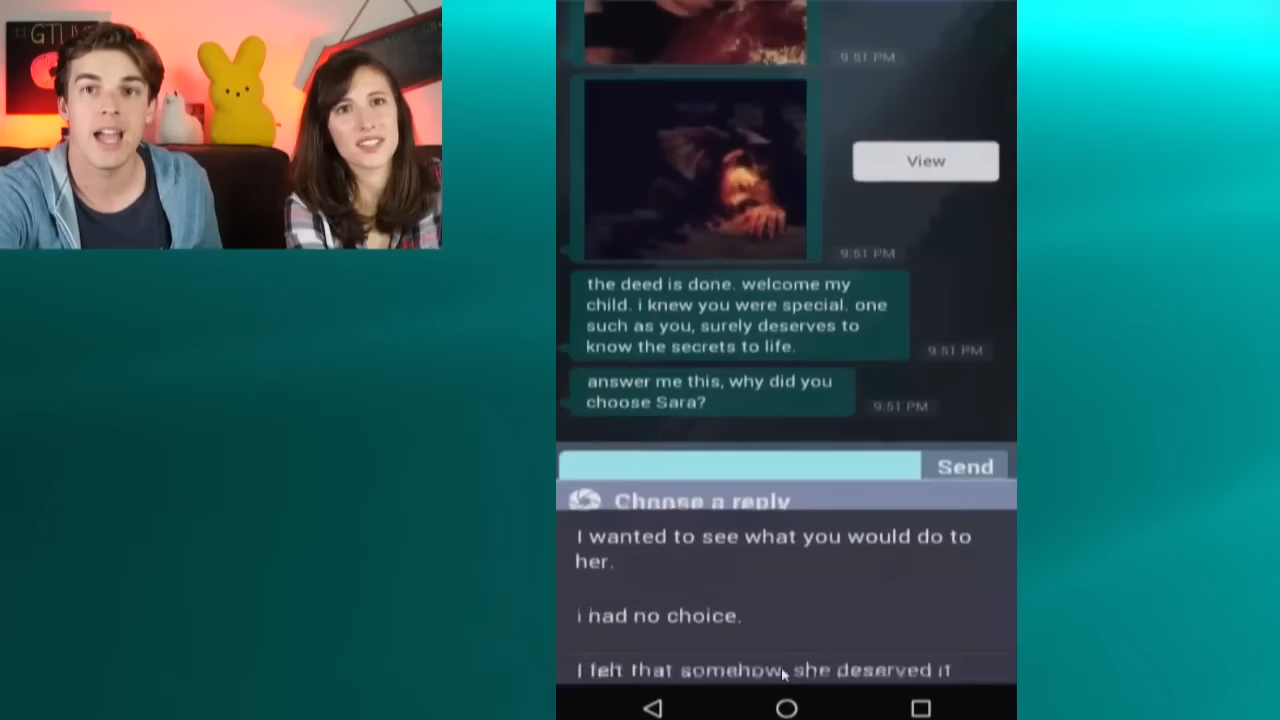 #GTLIVE
9:51 PM
View
9:51 PM
the deed is done. welcome my
child. i knew you were special. one
such as you, surely deserves to
know the secrets to life.
9:51 PM
answer me this, why did you
choose Sara?
9:51 PM
Send
Choose a reply
I wanted to see what you would do to
her.
i had no choice.
I felt that somehow, she deserved it